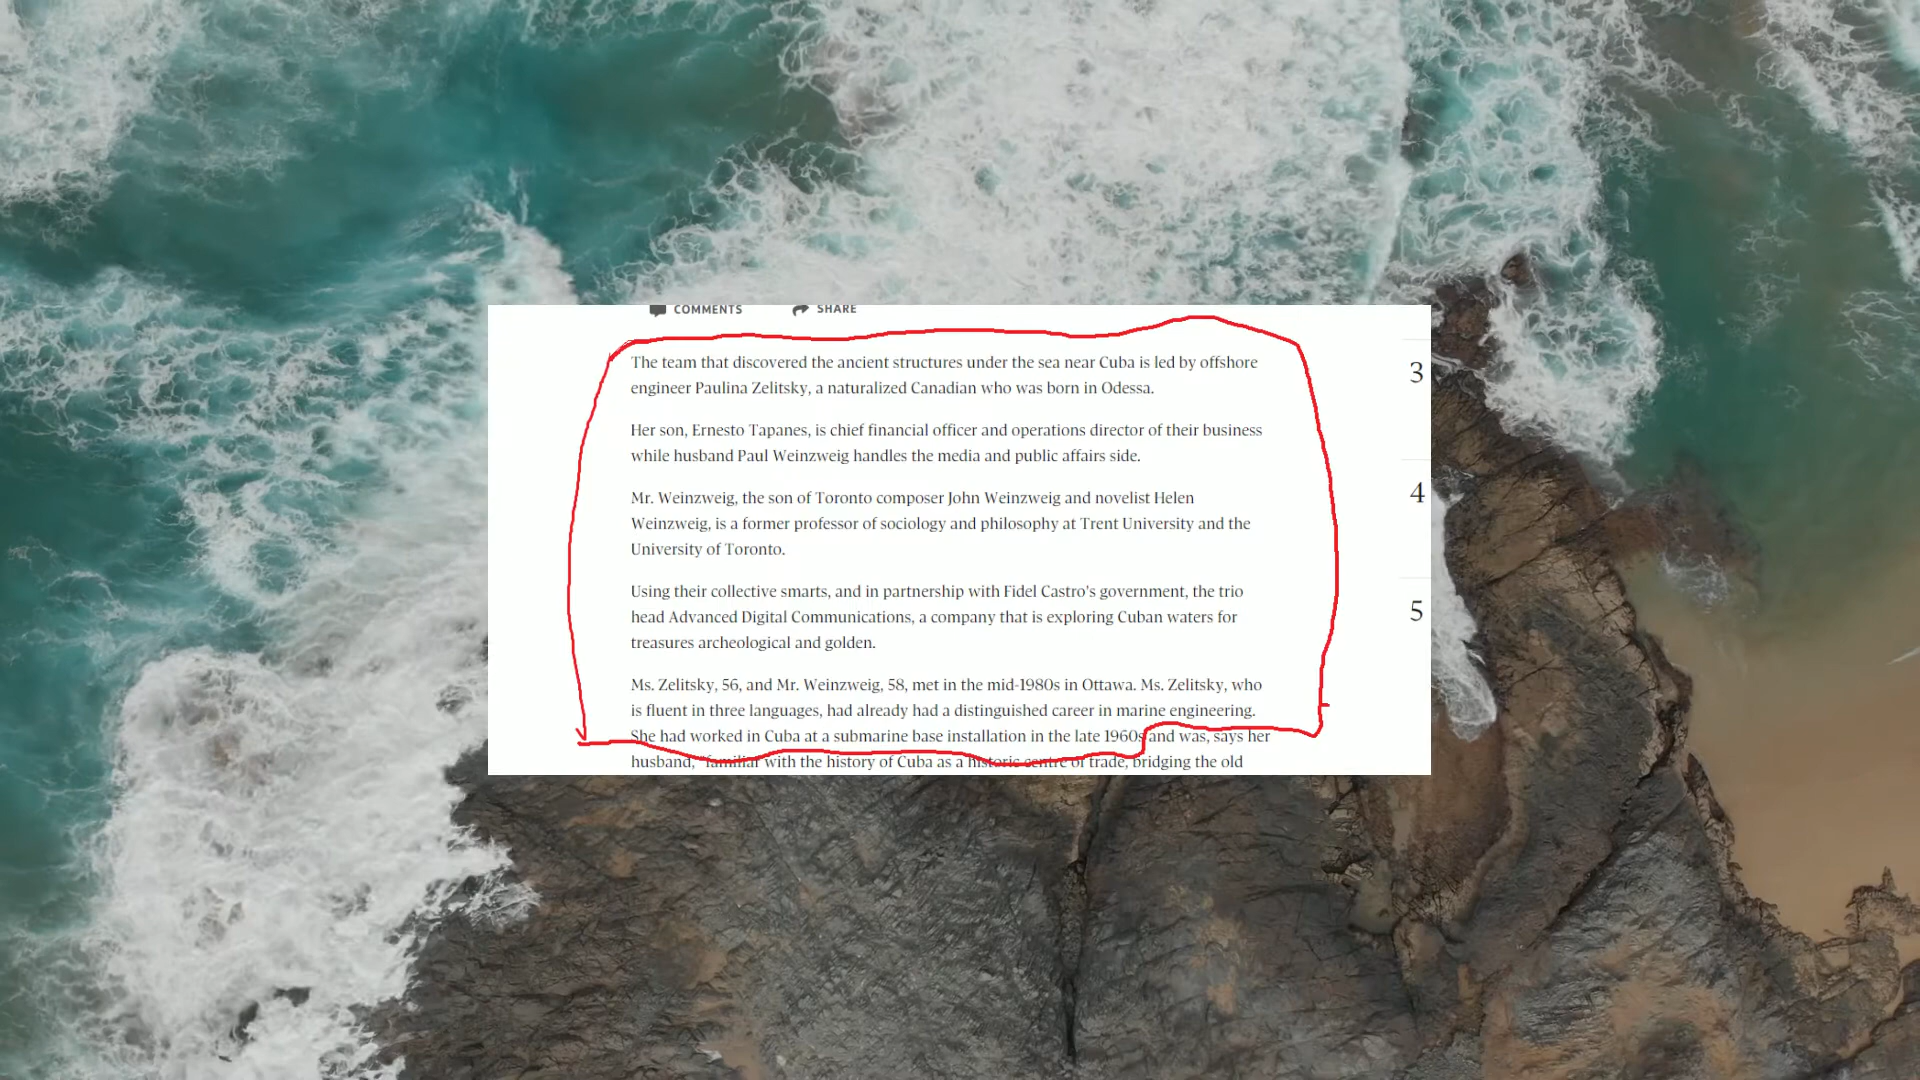 COMMENTS SHARE
The team that discovered the ancient structures under the sea near Cuba is led by offshore
engineer Paulina Zelitsky, a naturalized Canadian who was born in Odessa.
Her son, Ernesto Tapanes, is chief financial officer and operations director of their business
while husband Paul Weinzweig handles the media and public affairs side.
Mr. Weinzweig, the son of Toronto composer John Weinzweig and novelist Helen
Weinzweig, is a former professor of sociology and philosophy at Trent University and the
University of Toronto.
Using their collective smarts, and in partnership with Fidel Castro's government, the trio
head Advanced Digital Communications, a company that is exploring Cuban waters for
treasures archeological and golden.
Ms. Zelitsky, 56, and Mr. Weinzweig, 58, met in the mid-1980s in Ottawa. Ms. Zelitsky, who
is fluent in three languages, had already had a distinguished career in marine engineering.
She had worked in Cuba at a submarine base installation in the late 1960s and was, says her
husband, "familiar with the history of Cuba as a historic centre of trade, bridging the old
3
4
5